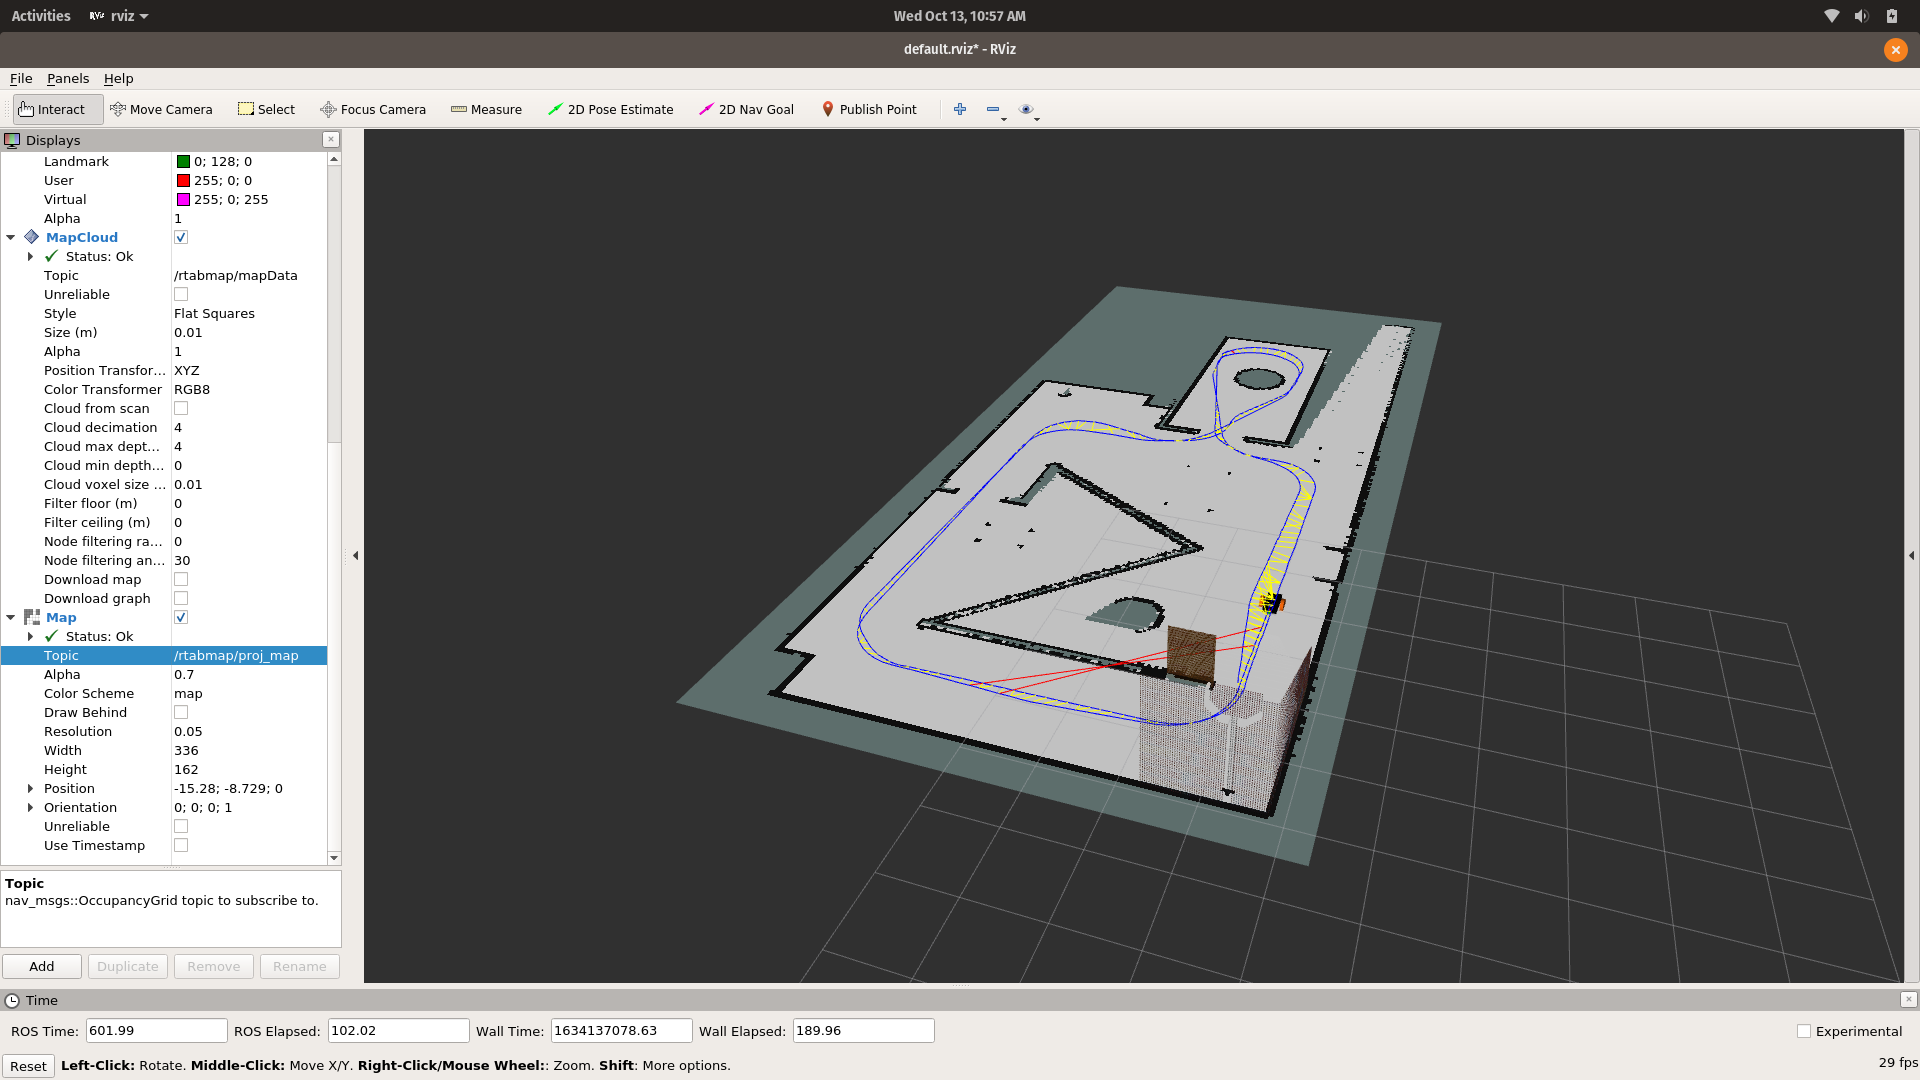 Activities rviz Wed Oct 13, 10:57 AM
default.rviz* - RViz
File Panels Help
Interact Move Camera Select Focus Camera Measure 2D Pose Estimate 2D Nav Goal Publish Point
Displays
Landmark 0; 128; 0
User 255; 0; 0
Virtual 255; 0; 255
Alpha 1
MapCloud
Status: Ok
Topic /rtabmap/mapData
Unreliable
Style Flat Squares
Size (m) 0.01
Alpha 1
Position Transfor... XYZ
Color Transformer RGB8
Cloud from scan
Cloud decimation 4
Cloud max dept... 4
Cloud min depth... 0
Cloud voxel size ... 0.01
Filter floor (m) 0
Filter ceiling (m) 0
Node filtering ra... 0
Node filtering an... 30
Download map
Download graph
Map
Status: Ok
Topic /rtabmap/proj_map
Alpha 0.7
Color Scheme map
Draw Behind
Resolution 0.05
Width 336
Height 162
Position -15.28; -8.729; 0
Orientation 0; 0; 0; 1
Unreliable
Use Timestamp
Topic
nav_msgs::OccupancyGrid topic to subscribe to.
Add Duplicate Remove Rename
Time
ROS Time: 601.99 ROS Elapsed: 102.02 Wall Time: 1634137078.63 Wall Elapsed: 189.96 Experimental
Reset Left-Click: Rotate. Middle-Click: Move X/Y. Right-Click/Mouse Wheel:: Zoom. Shift: More options. 29 fps